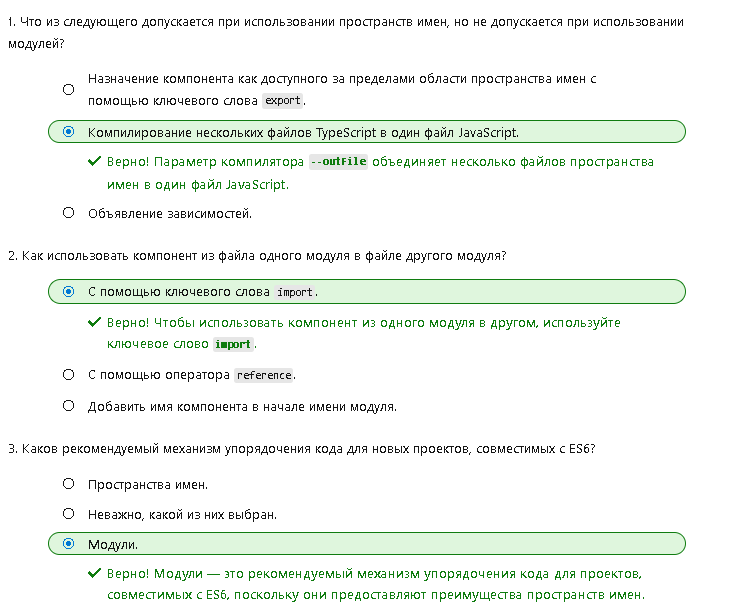 1. Что из следующего допускается при использовании пространств имен, но не допускается при использовании
модулей?
Назначение компонента как доступного за пределами области пространства имен с
помощью ключевого слова export.
Компилирование нескольких файлов TypeScript в один файл JavaScript.
Верно! Параметр компилятора --outFile объединяет несколько файлов пространства
имен в один файл JavaScript.
Объявление зависимостей.
2. Как использовать компонент из файла одного модуля в файле другого модуля?
С помощью ключевого слова import.
Верно! Чтобы использовать компонент из одного модуля в другом, используйте
ключевое слово import.
С помощью оператора reference.
Добавить имя компонента в начале имени модуля.
3. Каков рекомендуемый механизм упорядочения кода для новых проектов, совместимых с ES6?
Пространства имен.
Неважно, какой из них выбран.
Модули.
Верно! Модули — это рекомендуемый механизм упорядочения кода для проектов,
совместимых с ES6, поскольку они предоставляют преимущества пространств имен.